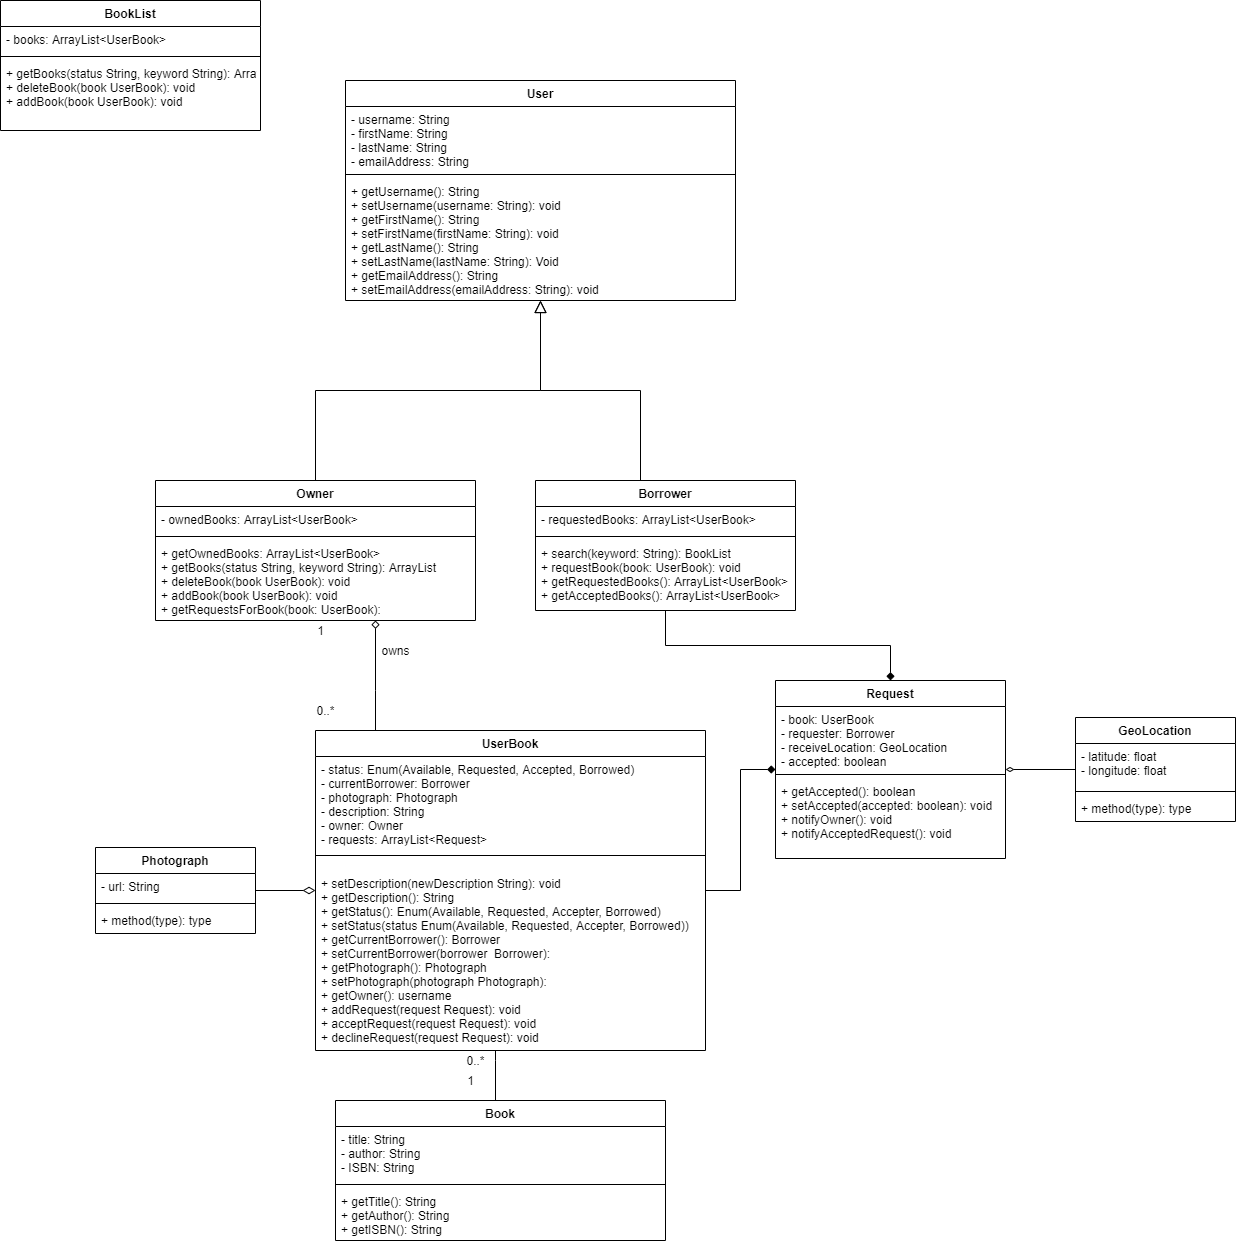 BookList
- books: ArrayList<UserBook>
+ getBooks(status String, keyword String): Arra
+ deleteBook(book UserBook): void
+ addBook(book UserBook): void
User
- username: String
- firstName: String
- lastName: String
- emailAddress: String
+ getUsername(): String
+ setUsername(username: String): void
+ getFirstName(): String
+ setFirstName(firstName: String): void
+ getLastName(): String
+ setLastName(lastName: String): Void
+ getEmailAddress(): String
+ setEmailAddress(emailAddress: String): void
Owner
- ownedBooks: ArrayList<UserBook>
+ getOwnedBooks: ArrayList<UserBook>
+ getBooks(status String, keyword String): ArrayList
+ deleteBook(book UserBook): void
+ addBook(book UserBook): void
+ getRequestsForBook(book: UserBook):
Borrower
- requestedBooks: ArrayList<UserBook>
+ search(keyword: String): BookList
+ requestBook(book: UserBook): void
+ getRequestedBooks(): ArrayList<UserBook>
+ getAcceptedBooks(): ArrayList<UserBook>
1
owns
0..*
Request
- book: UserBook
- requester: Borrower
- receiveLocation: GeoLocation
- accepted: boolean
+ getAccepted(): boolean
+ setAccepted(accepted: boolean): void
+ notifyOwner(): void
+ notifyAcceptedRequest(): void
GeoLocation
- latitude: float
- longitude: float
+ method(type): type
UserBook
- status: Enum(Available, Requested, Accepted, Borrowed)
- currentBorrower: Borrower
- photograph: Photograph
- description: String
- owner: Owner
- requests: ArrayList<Request>
+ setDescription(newDescription String): void
+ getDescription(): String
+ getStatus(): Enum(Available, Requested, Accepter, Borrowed)
+ setStatus(status Enum(Available, Requested, Accepter, Borrowed))
+ getCurrentBorrower(): Borrower
+ setCurrentBorrower(borrower  Borrower):
+ getPhotograph(): Photograph
+ setPhotograph(photograph Photograph):
+ getOwner(): username
+ addRequest(request Request): void
+ acceptRequest(request Request): void
+ declineRequest(request Request): void
Photograph
- url: String
+ method(type): type
0..*
1
Book
- title: String
- author: String
- ISBN: String
+ getTitle(): String
+ getAuthor(): String
+ getISBN(): String